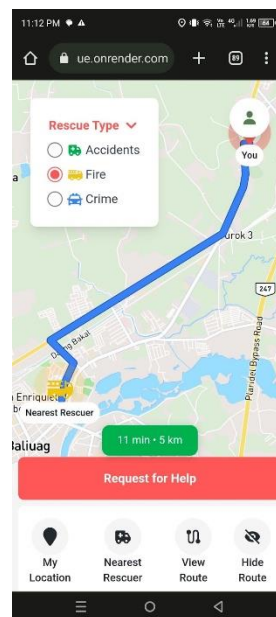 11:12 PM
ue.onrender.com
89
Rescue Type
Accidents
Fire
Crime
You
urok 3
247
Daang Bakal
Plaridel Bypass Road
n Enriquie
Nearest Rescuer
Baliuag
11 min • 5 km
Request for Help
My Location
Nearest Rescuer
View Route
Hide Route